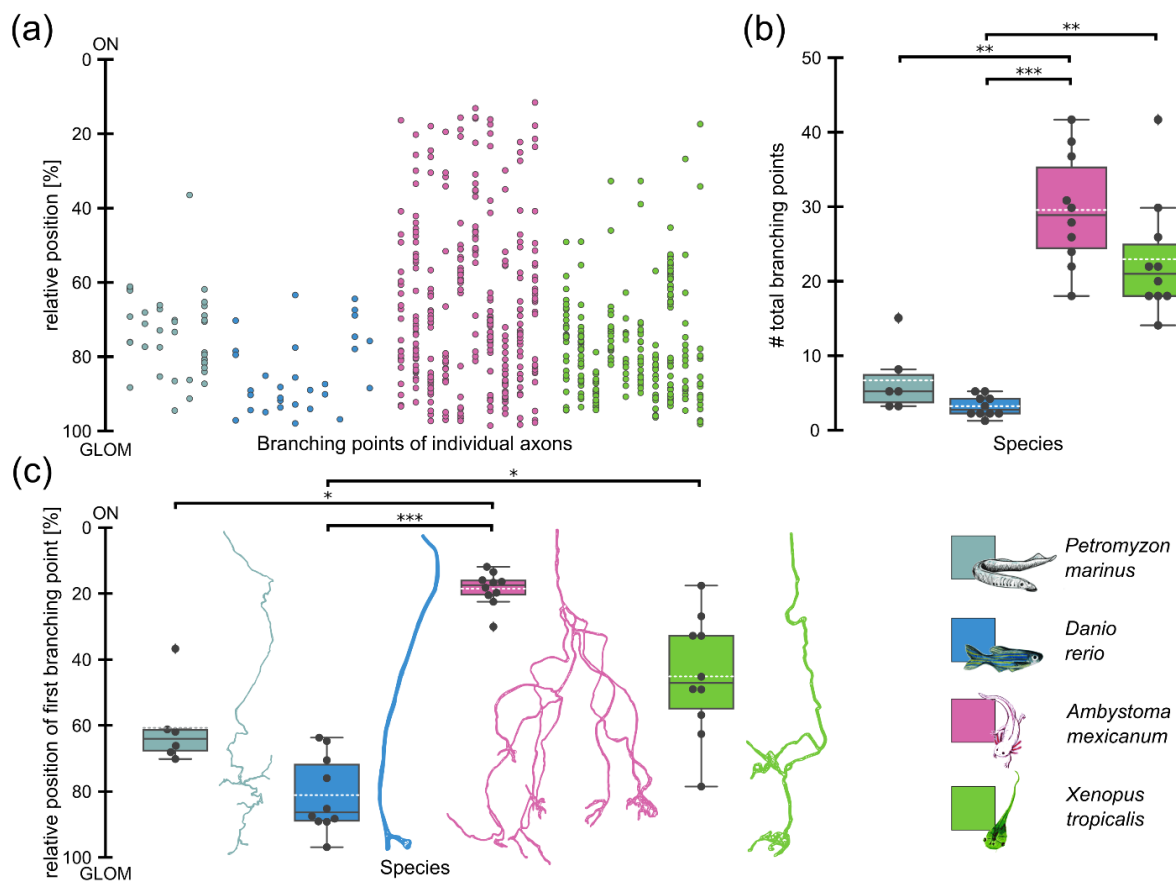 (a)
ON
0
20
40
60
80
100
GLOM
relative position [%]
Branching points of individual axons
(b)
**
**
***
50
40
30
20
10
0
# total branching points
Species
(c)
ON
0
20
40
60
80
100
GLOM
relative position of first branching point [%]
*
*
***
Species
Petromyzon
marinus
Danio
rerio
Ambystoma
mexicanum
Xenopus
tropicalis